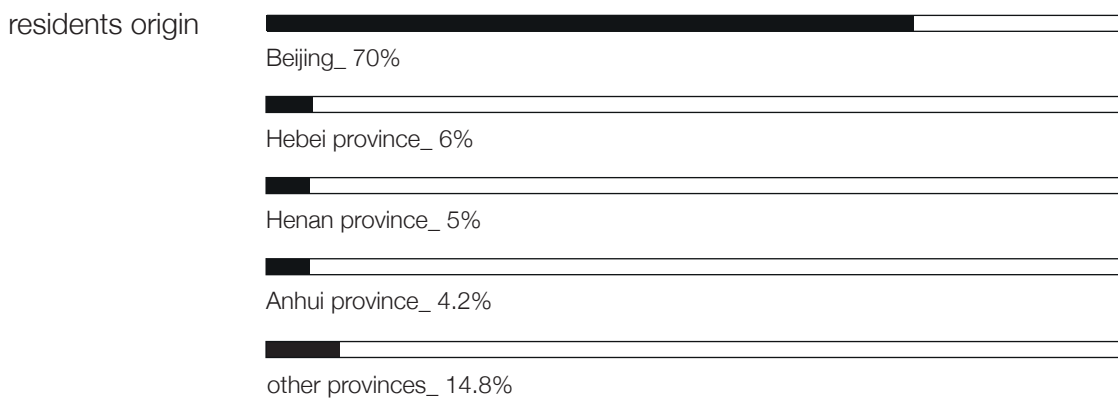 residents origin
Beijing_ 70%
Hebei province_ 6%
Henan province_ 5%
Anhui province_ 4.2%
other provinces_ 14.8%